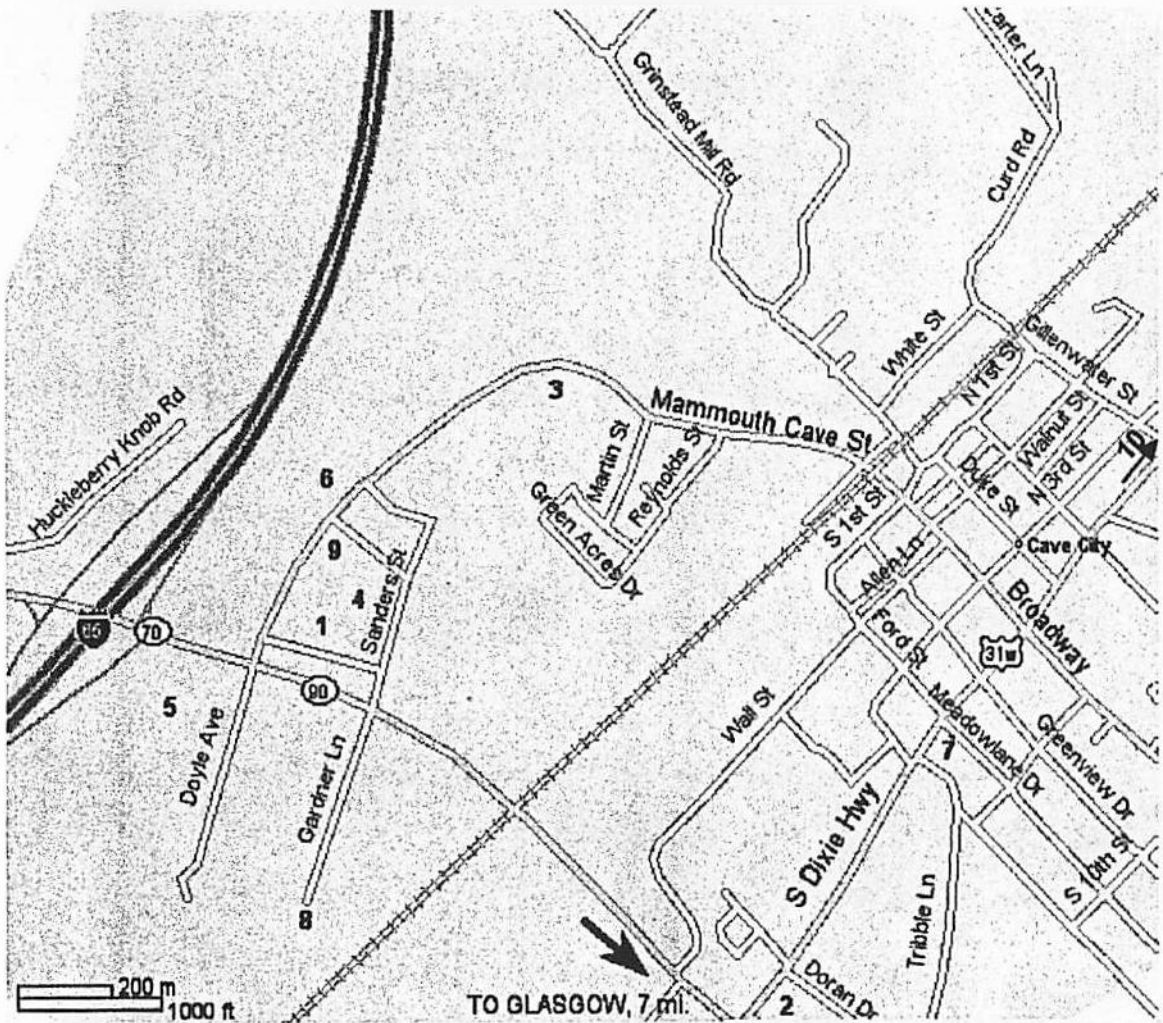 Carter Ln
Grinstead Mill Rd
Curd Rd
White St
Gillenwater St
N 1st St
3
Mammouth Cave St
Walnut St
Huckleberry Knob Rd
Martin St
Reynolds St
10
N 3rd St
Duke St
6
Green Acres Dr
S 1st St
Cave City
9
Allen Ln
Sanders St
4
Broadway
1
70
Ford St
31W
90
5
Wall St
Meadowlane Dr
Greenview Dr
Doyle Ave
7
Gardner Ln
S Dixie Hwy
S 10th St
Tribble Ln
8
Doran Dr
200 m
1000 ft
TO GLASGOW, 7 mi.
2